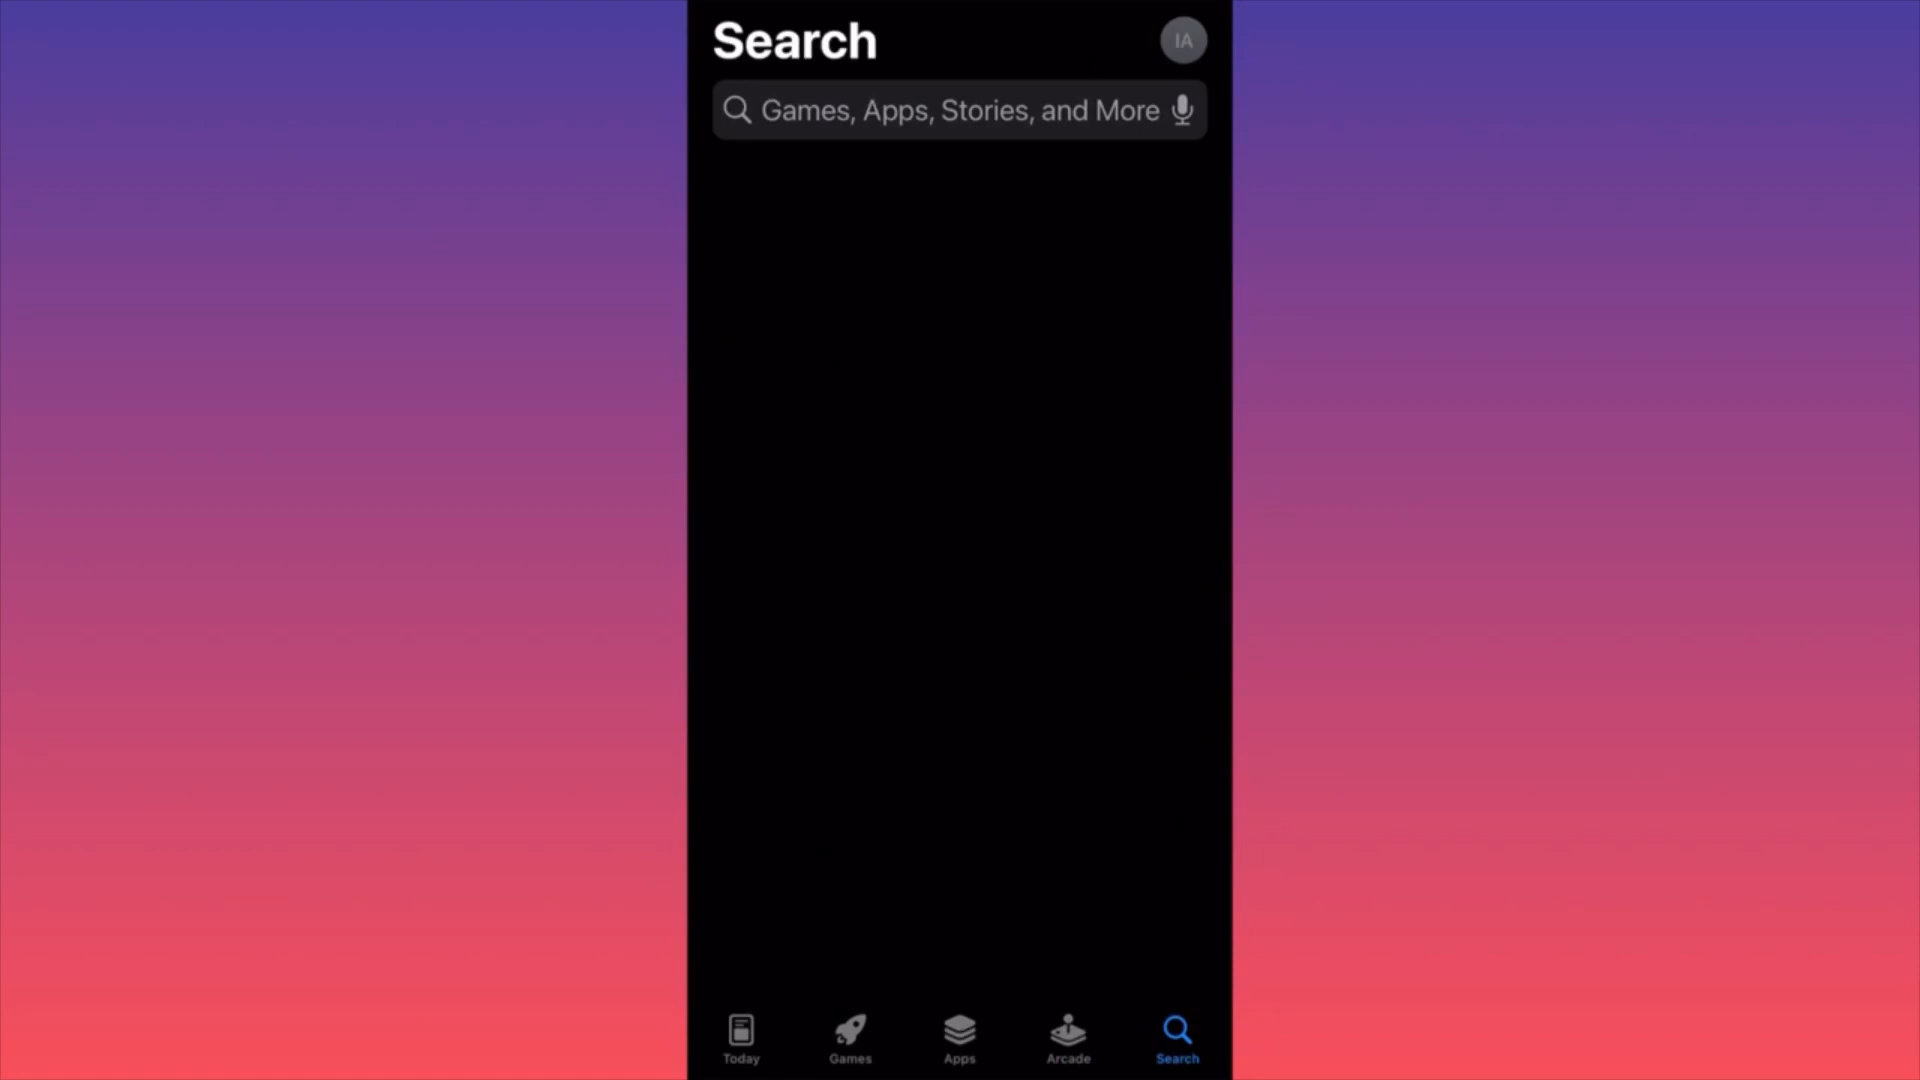 Search
IA
Games, Apps, Stories, and More
Today
Games
Apps
Arcade
Search